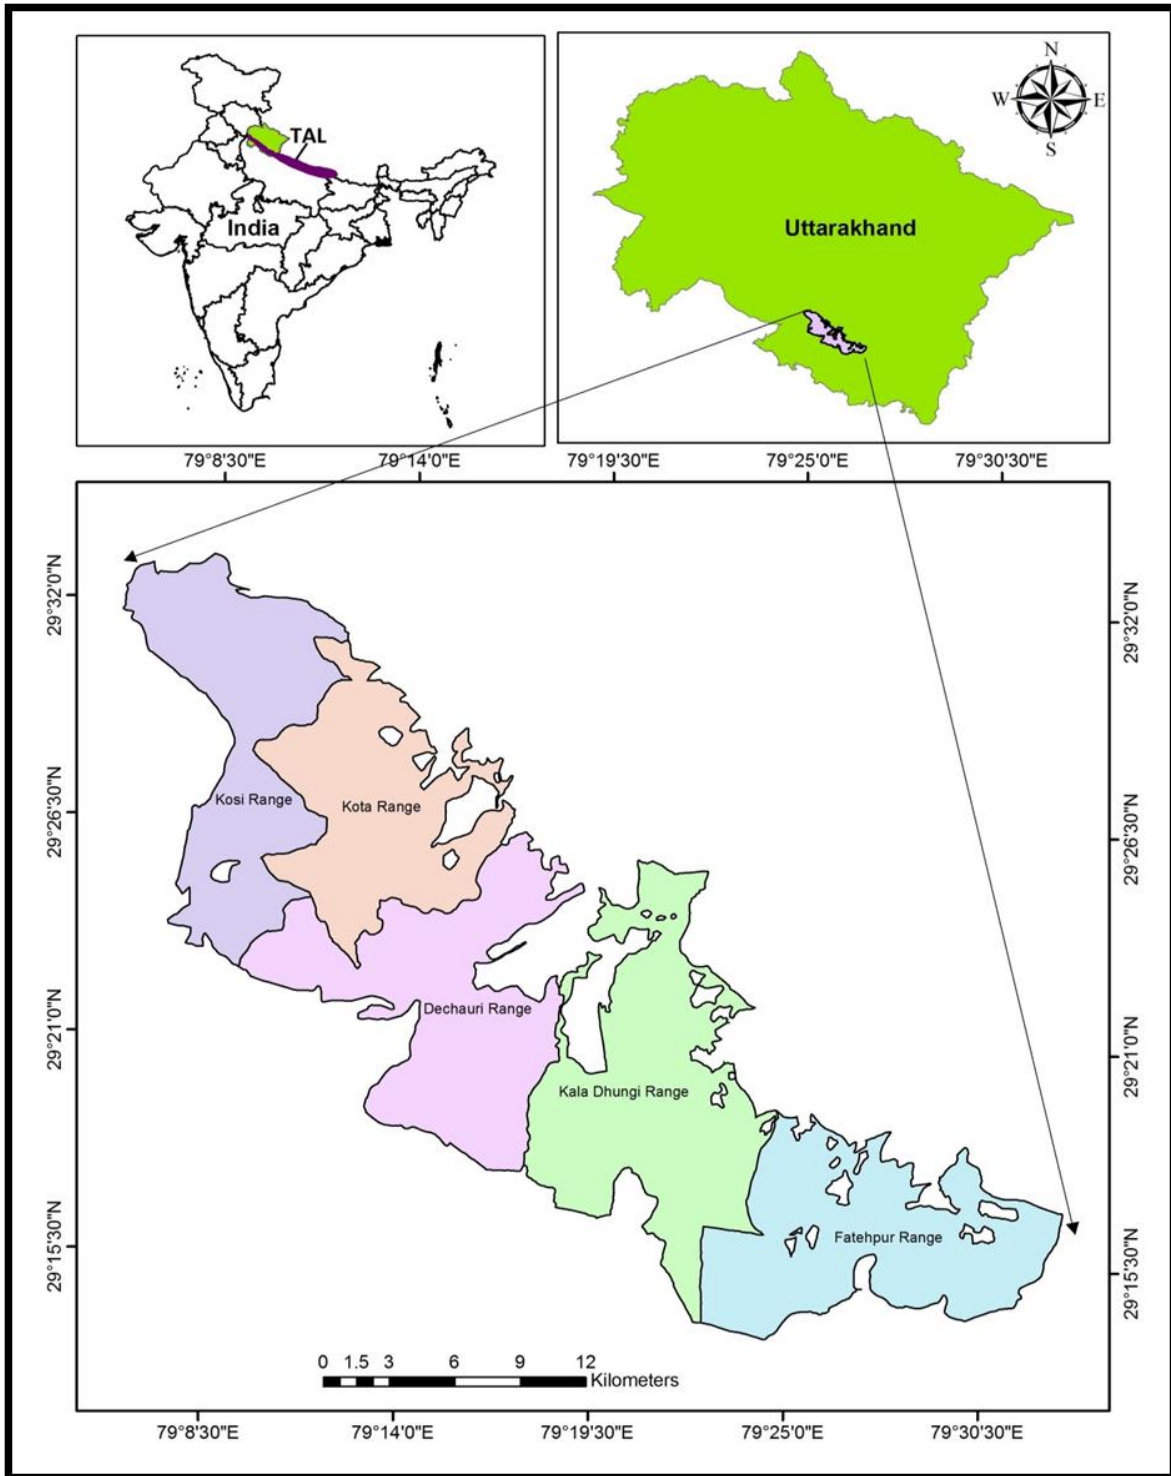 TAL
India
N
W
E
S
Uttarakhand
79°8'30"E
79°14'0"E
79°19'30"E
79°25'0"E
79°30'30"E
29°32'0"N
29°32'0"N
29°26'30"N
29°26'30"N
Kosi Range
Kota Range
29°21'0"N
29°21'0"N
Dechauri Range
Kala Dhungi Range
29°15'30"N
29°15'30"N
Fatehpur Range
0 1.5 3 6 9 12
Kilometers
79°8'30"E
79°14'0"E
79°19'30"E
79°25'0"E
79°30'30"E